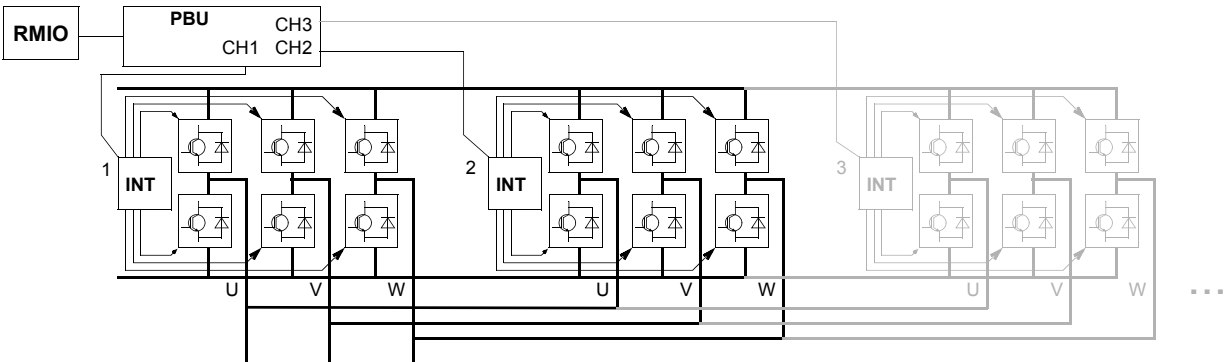 RMIO
PBU
CH3
CH1 CH2
1
INT
2
INT
3
INT
U V W
U V W
U V W
...